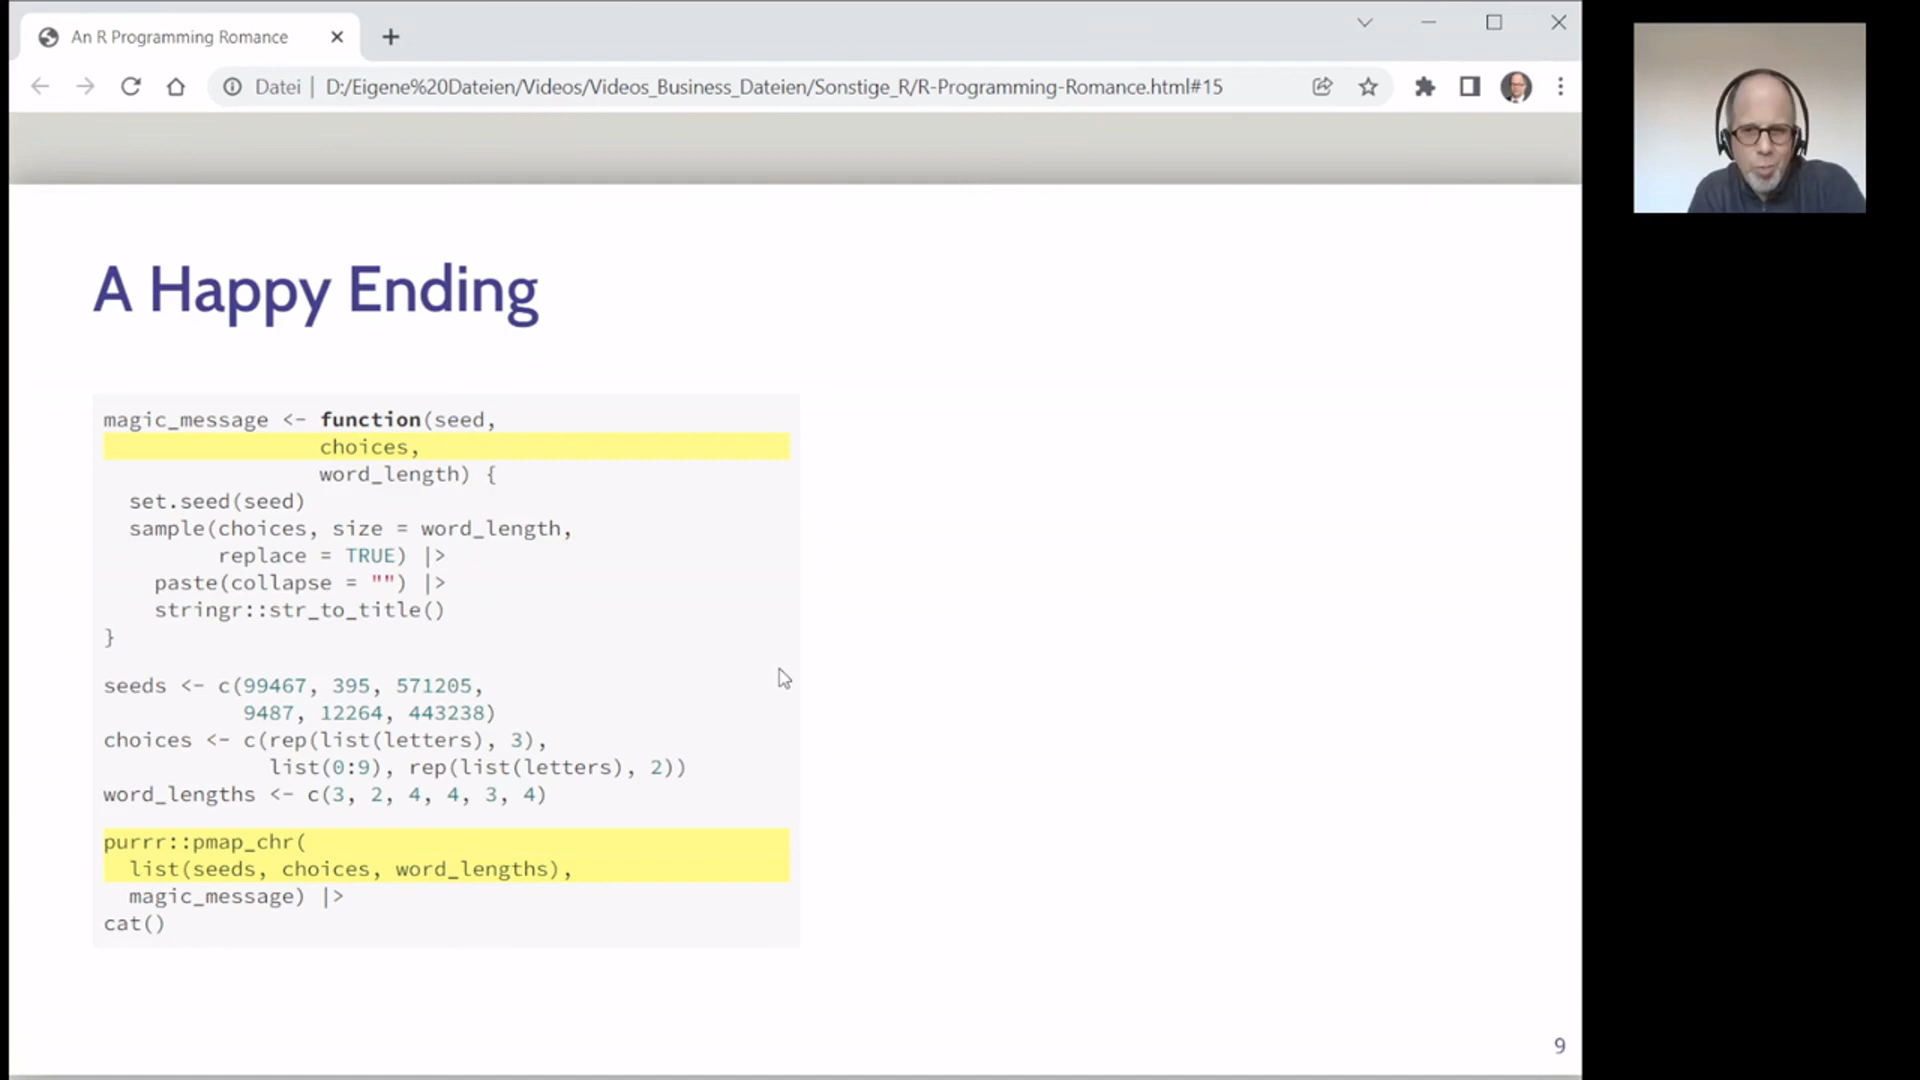 An R Programming Romance
Datei | D:/Eigene%20Dateien/Videos/Videos_Business_Dateien/Sonstige_R/R-Programming-Romance.html#15
A Happy Ending
magic_message <- function(seed,
                 choices,
                 word_length) {
  set.seed(seed)
  sample(choices, size = word_length,
         replace = TRUE) |>
    paste(collapse = "") |>
    stringr::str_to_title()
}
seeds <- c(99467, 395, 571205,
           9487, 12264, 443238)
choices <- c(rep(list(letters), 3),
             list(0:9), rep(list(letters), 2))
word_lengths <- c(3, 2, 4, 4, 3, 4)
purrr::pmap_chr(
  list(seeds, choices, word_lengths),
  magic_message) |>
cat()
9